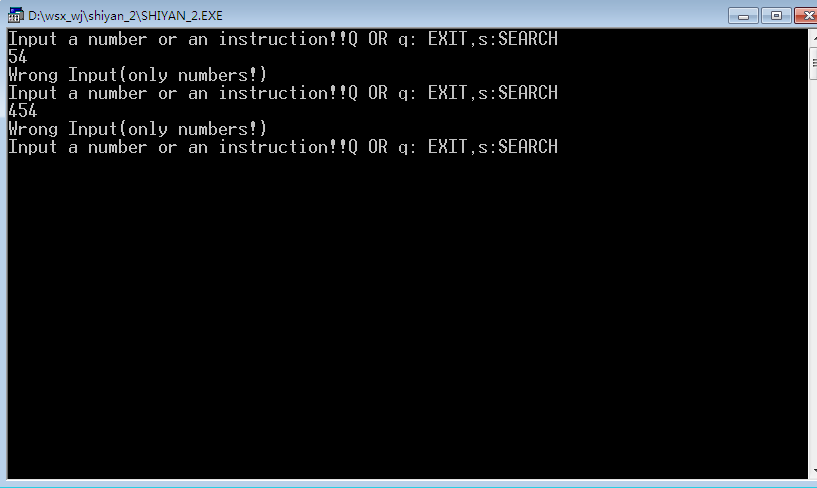 D:\wsx_wj\shiyan_2\SHIYAN_2.EXE
Input a number or an instruction!!Q OR q: EXIT,s:SEARCH
54
Wrong Input(only numbers!)
Input a number or an instruction!!Q OR q: EXIT,s:SEARCH
454
Wrong Input(only numbers!)
Input a number or an instruction!!Q OR q: EXIT,s:SEARCH